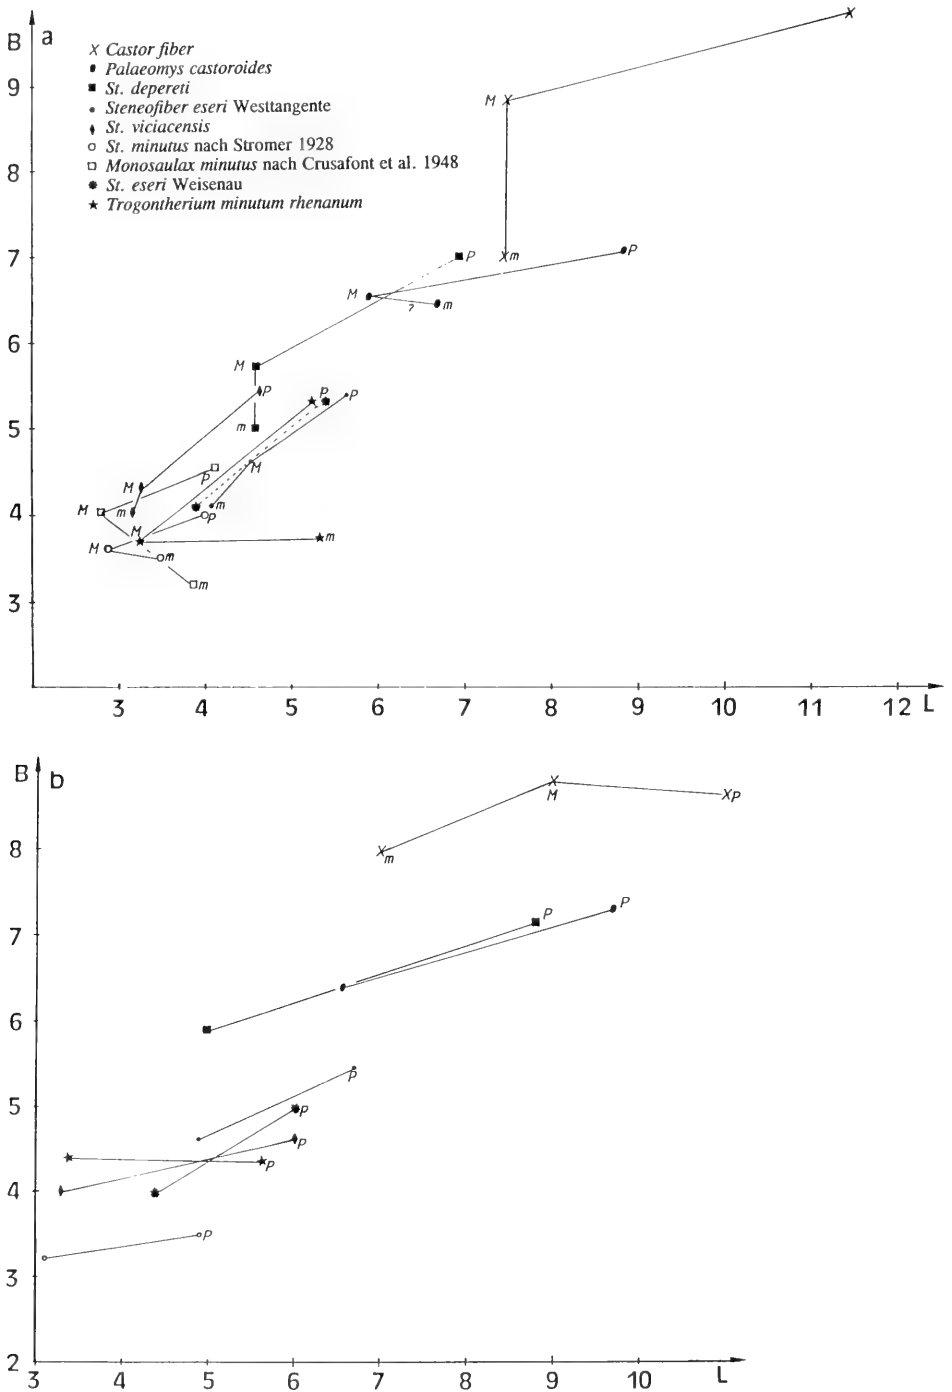 B a
× Castor fiber
Palaeomys castoroides
■ St. depereti
Steneofiber eseri Westtangente
St. viciacensis
○ St. minutus nach Stromer 1928
□ Monosaulax minutus nach Crusafont et al. 1948
St. eseri Weisenau
★ Trogontherium minutum rhenanum
9
M
8
7
P
m
P
M
m
?
6
M
P
P
P
5
m
M
P
M
4
M
m
m
P
M
m
M
m
m
3
3 4 5 6 7 8 9 10 11 12 L
B b
M
P
8
m
7
P
P
6
5
P
P
P
P
4
P
3
2
3 4 5 6 7 8 9 10 L